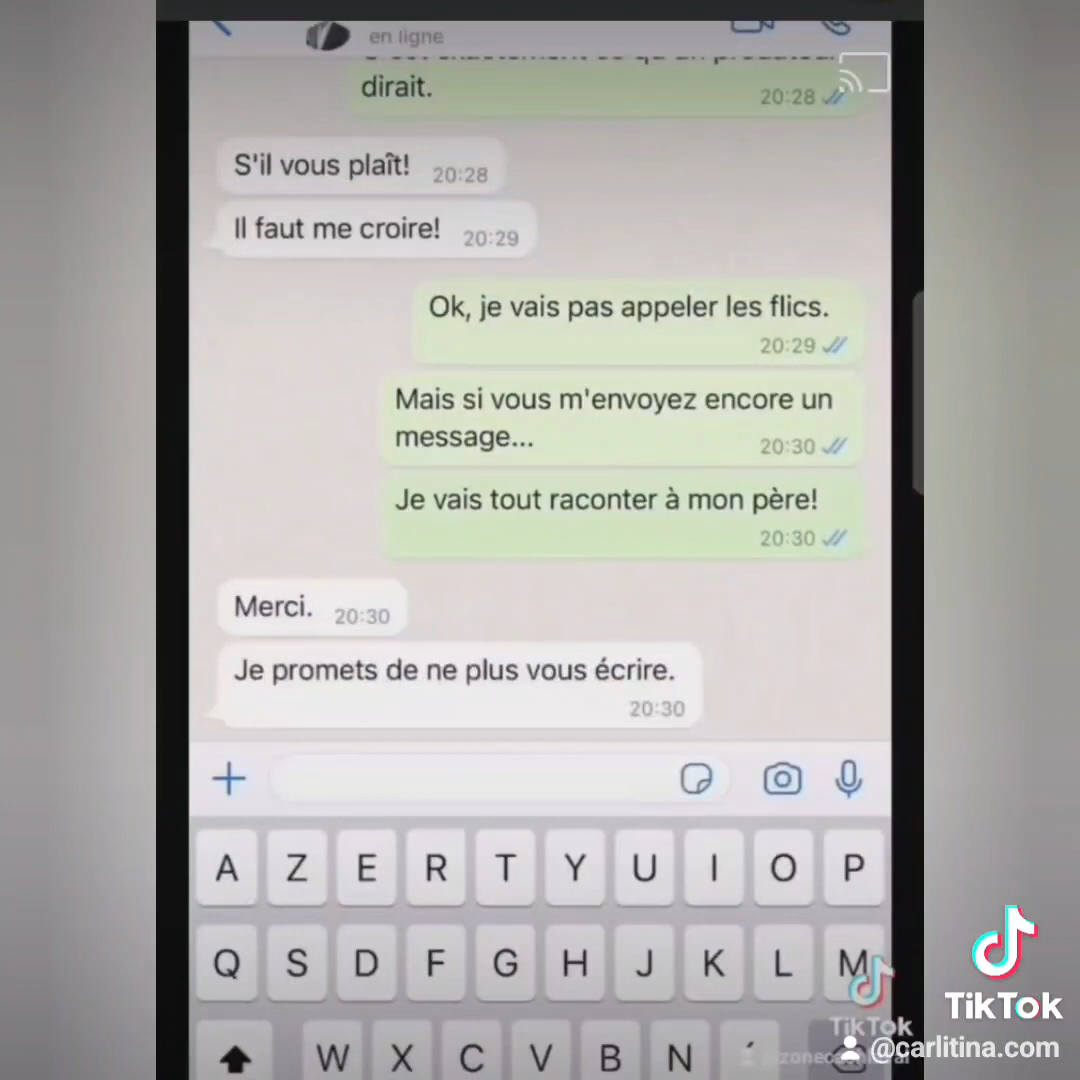 en ligne
dirait.
20:28
S'il vous plaît! 20:28
Il faut me croire! 20:29
Ok, je vais pas appeler les flics.
20:29
Mais si vous m'envoyez encore un
message...
20:30
Je vais tout raconter à mon père!
20:30
Merci. 20:30
Je promets de ne plus vous écrire.
20:30
A Z E R T Y U I O P
Q S D F G H J K L M
W X C V B N ´
TikTok
TikTok
@carlitina.com